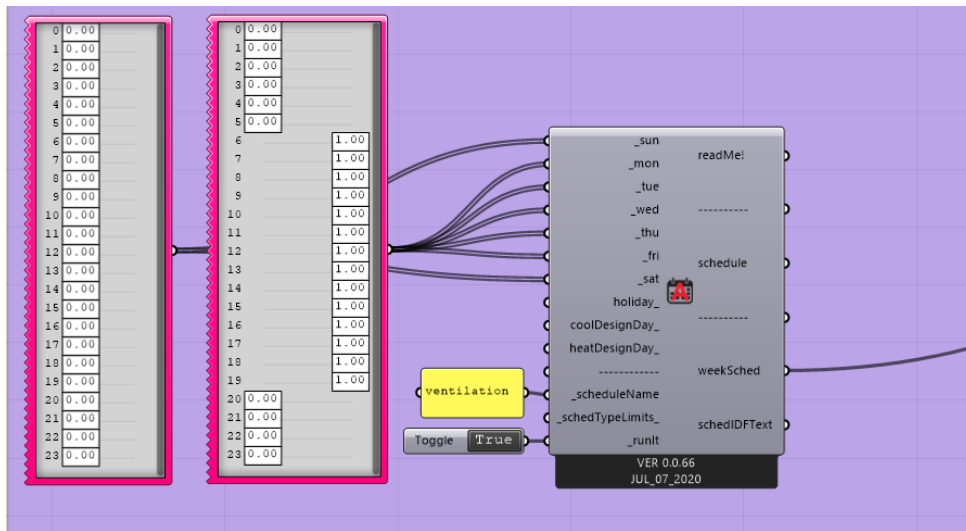 0 0.00
1 0.00
2 0.00
3 0.00
4 0.00
5 0.00
6 0.00
7 0.00
8 0.00
9 0.00
10 0.00
11 0.00
12 0.00
13 0.00
14 0.00
15 0.00
16 0.00
17 0.00
18 0.00
19 0.00
20 0.00
21 0.00
22 0.00
23 0.00
0 0.00
1 0.00
2 0.00
3 0.00
4 0.00
5 0.00
6 1.00
7 1.00
8 1.00
9 1.00
10 1.00
11 1.00
12 1.00
13 1.00
14 1.00
15 1.00
16 1.00
17 1.00
18 1.00
19 1.00
20 0.00
21 0.00
22 0.00
23 0.00
ventilation
Toggle True
_sun
_mon
_tue
_wed
_thu
_fri
_sat
holiday_
coolDesignDay_
heatDesignDay_
------------
_scheduleName
_schedTypeLimits_
_runIt
A
readMe!
----------
schedule
----------
weekSched
schedIDFText
VER 0.0.66
JUL_07_2020